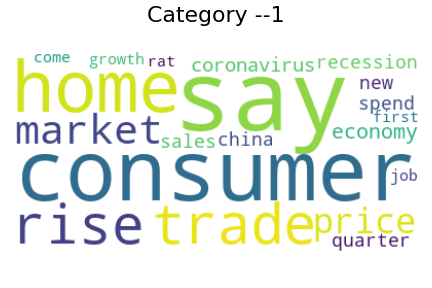 Category --1
come growth rat
home say coronavirus recession
new
spend
first
market sales china economy
consumer job
rise trade price
quarter